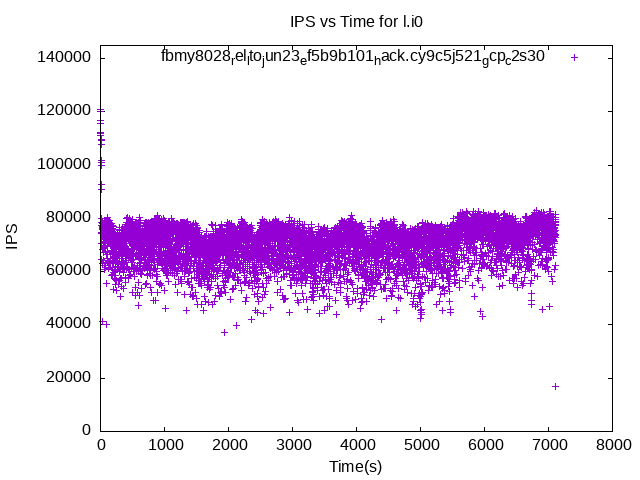 IPS vs Time for l.i0
fbmy8028relltojun23ef5b9b101hack.cy9c5j521gcpc2s30
140000
120000
100000
80000
60000
40000
20000
0
IPS
0 1000 2000 3000 4000 5000 6000 7000 8000
Time(s)